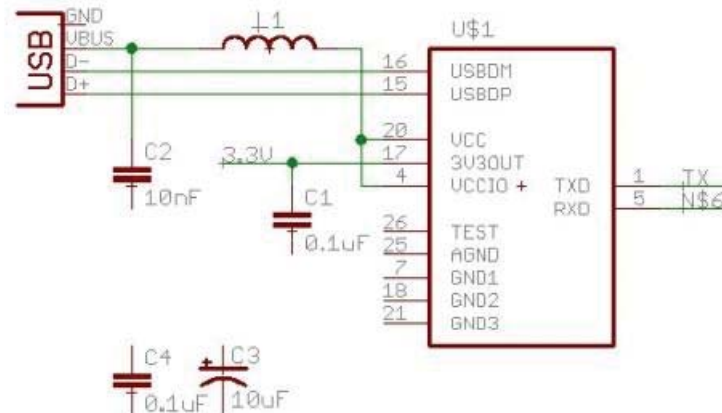 GND
VBUS
D-
D+
USB
L1
U$1
16 USBDM
15 USBDP
20 VCC
17 3V3OUT
4 VCCIO +
TXD 1 TX
RXD 5 N$6
26 TEST
25 AGND
7 GND1
18 GND2
21 GND3
C2
10nF
3.3V
C1
0.1uF
C4
0.1uF
C3
10uF